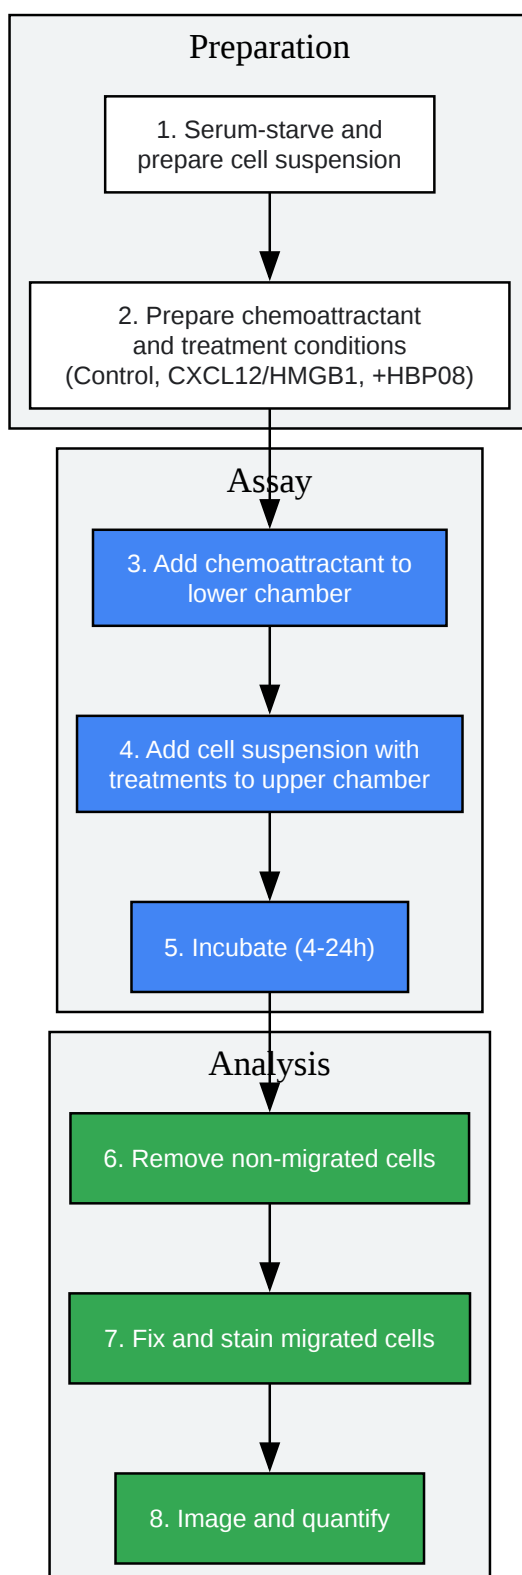 Preparation
1. Serum-starve and
prepare cell suspension
2. Prepare chemoattractant
and treatment conditions
(Control, CXCL12/HMGB1, +HBP08)
Assay
3. Add chemoattractant to
lower chamber
4. Add cell suspension with
treatments to upper chamber
5. Incubate (4-24h)
Analysis
6. Remove non-migrated cells
7. Fix and stain migrated cells
8. Image and quantify